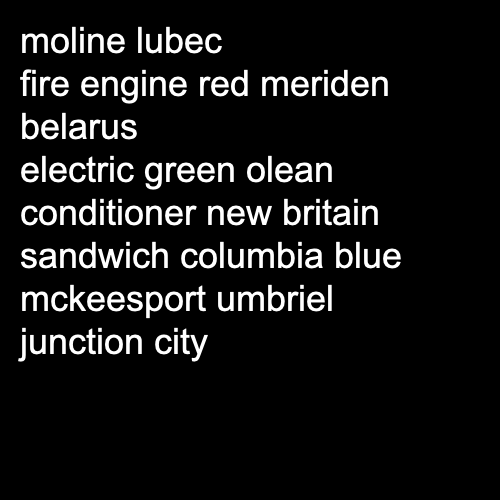 moline lubec
fire engine red meriden
belarus
electric green olean
conditioner new britain
sandwich columbia blue
mckeesport umbriel
junction city